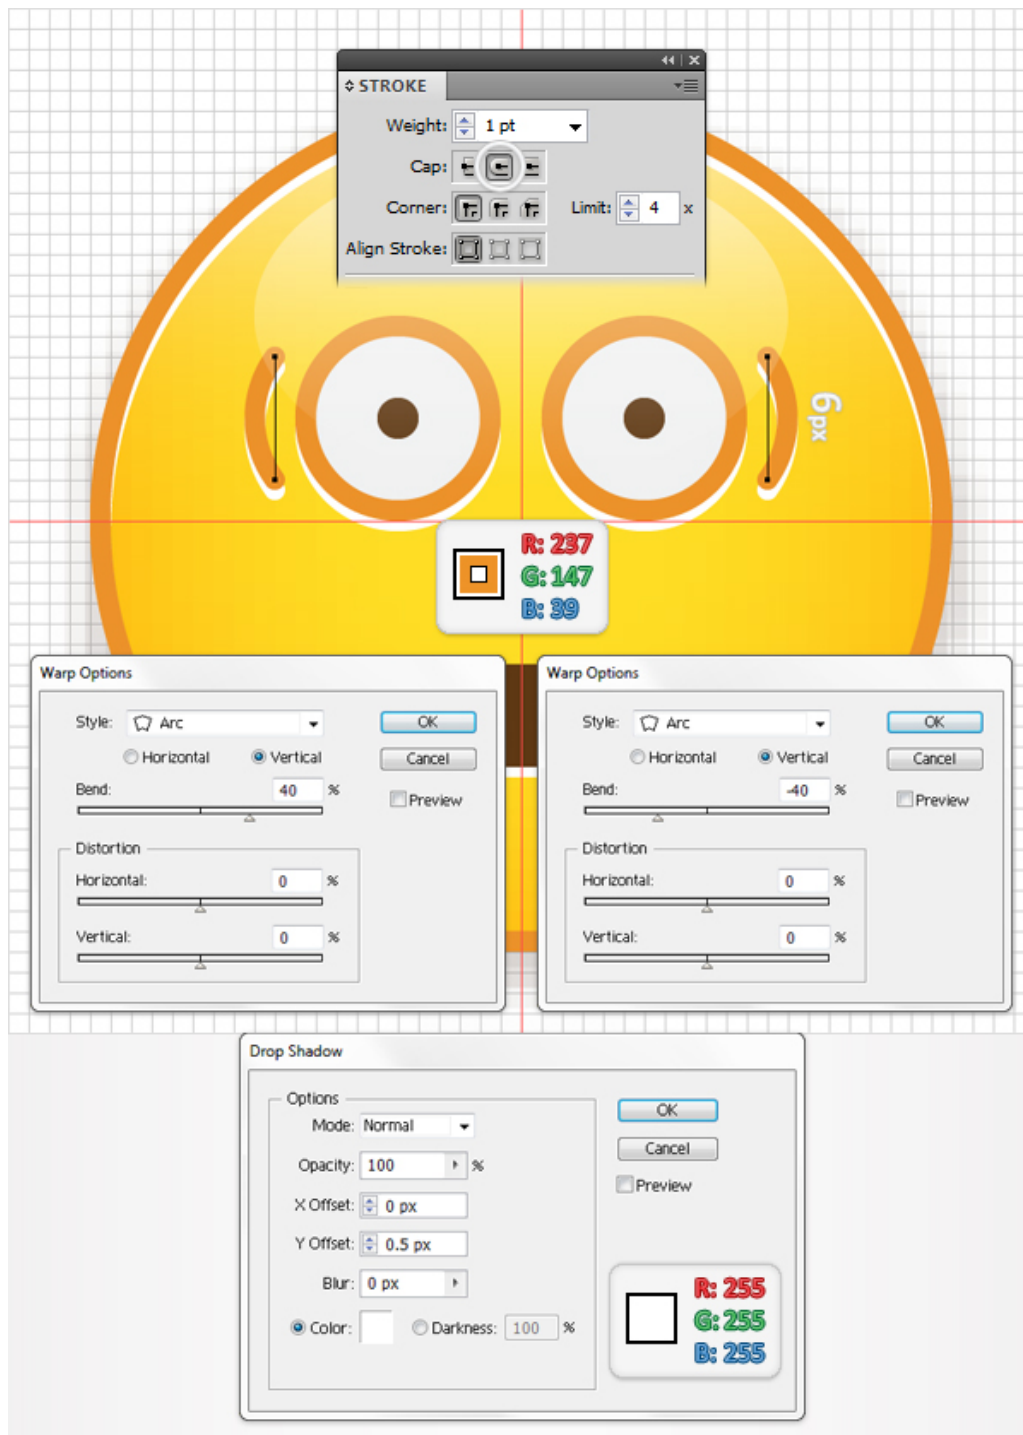 STROKE
Weight: 1 pt
Cap:
Corner: Limit: 4 x
Align Stroke:
6px
R: 237
G: 147
B: 39
Warp Options
Style: Arc
Horizontal Vertical
Bend: 40 %
Distortion
Horizontal: 0 %
Vertical: 0 %
OK
Cancel
Preview
Warp Options
Style: Arc
Horizontal Vertical
Bend: -40 %
Distortion
Horizontal: 0 %
Vertical: 0 %
OK
Cancel
Preview
Drop Shadow
Options
Mode: Normal
Opacity: 100 %
X Offset: 0 px
Y Offset: 0.5 px
Blur: 0 px
Color: Darkness: 100 %
OK
Cancel
Preview
R: 255
G: 255
B: 255